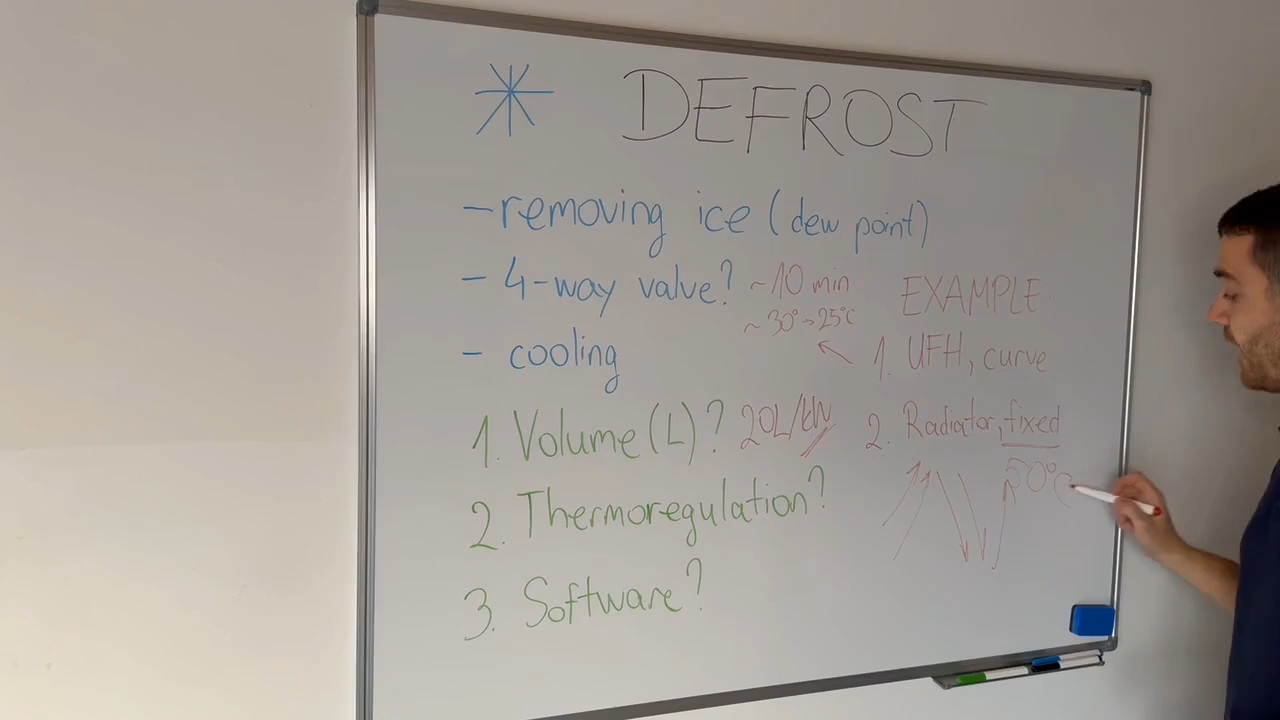 DEFROST
- removing ice (dew point)
- 4-way valve? ~10 min
~30° → 25°C
- cooling
EXAMPLE
1. UFH, curve
2. Radiator, fixed
50°C
1. Volume (L)? 20L/kW
2. Thermoregulation?
3. Software?